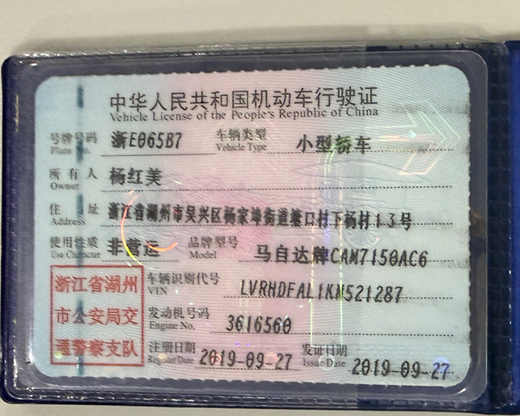 中华人民共和国机动车行驶证
Vehicle License of the People's Republic of China
号牌号码 浙E065B7 车辆类型 小型轿车
Plate No. Vehicle Type
所有人 杨红美
Owner
住址 浙江省湖州市吴兴区杨家埠街道塘口村下杨村13号
Address
使用性质 非营运 品牌型号 马自达牌CAM7150AC6
Use Character Model
浙江省湖州 车辆识别代号 LVRHDFAL1KN521287
VIN
市公安局交 发动机号码 3616560
Engine No.
通警察支队 注册日期 2019-09-27 发证日期 2019-09-27
Register Date Issue Date